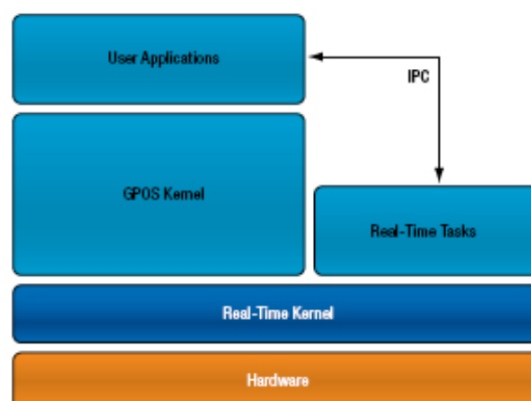 User Applications
IPC
GPOS Kernel
Real-Time Tasks
Real-Time Kernel
Hardware